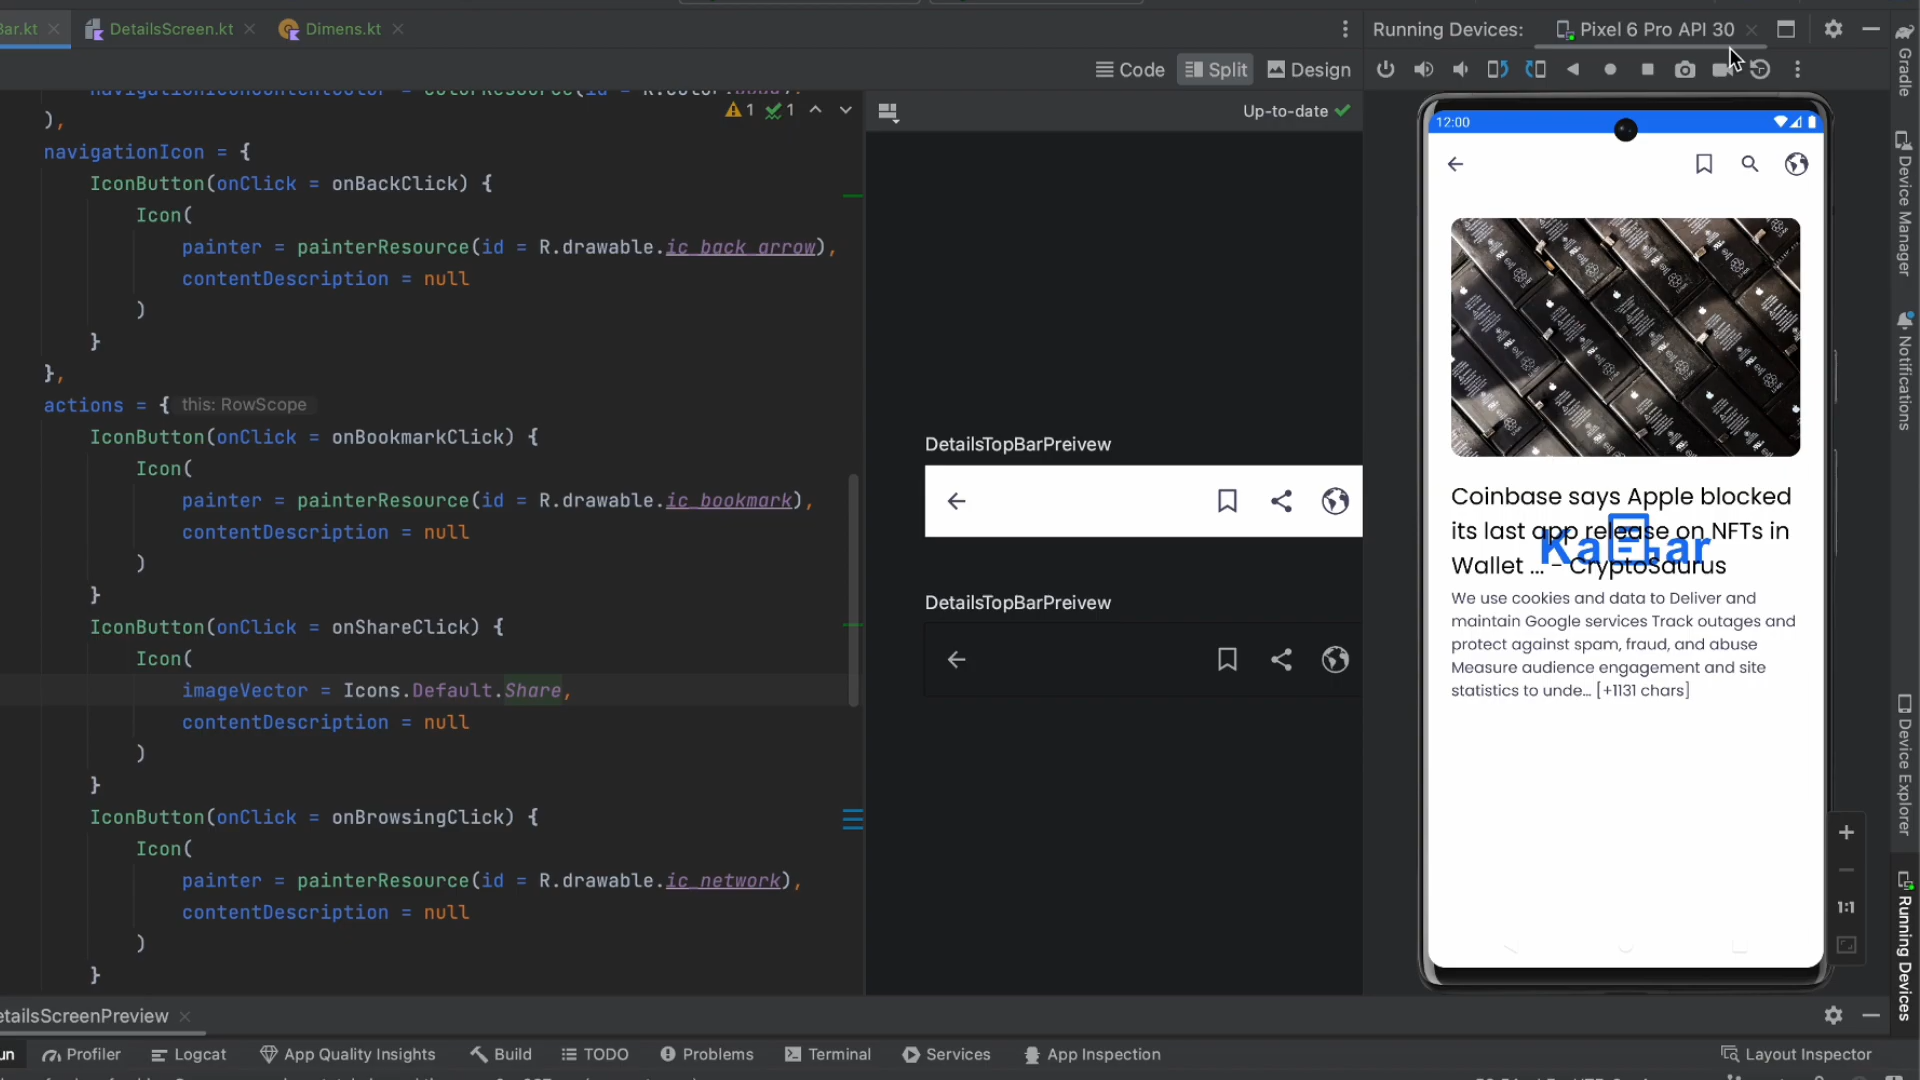 Bar.kt
DetailsScreen.kt
Dimens.kt
Running Devices:
Pixel 6 Pro API 30
Code
Split
Design
),
1
1
Up-to-date
navigationIcon = {
IconButton(onClick = onBackClick) {
Icon(
painter = painterResource(id = R.drawable.ic_back_arrow),
contentDescription = null
)
}
},
actions = { this: RowScope
IconButton(onClick = onBookmarkClick) {
Icon(
painter = painterResource(id = R.drawable.ic_bookmark),
contentDescription = null
)
}
IconButton(onClick = onShareClick) {
Icon(
imageVector = Icons.Default.Share,
contentDescription = null
)
}
IconButton(onClick = onBrowsingClick) {
Icon(
painter = painterResource(id = R.drawable.ic_network),
contentDescription = null
)
}
DetailsTopBarPreivew
DetailsTopBarPreivew
12:00
Coinbase says Apple blocked
its last app release on NFTs in
Wallet ... - CryptoSaurus
We use cookies and data to Deliver and
maintain Google services Track outages and
protect against spam, fraud, and abuse
Measure audience engagement and site
statistics to unde… [+1131 chars]
1:1
Gradle
Device Manager
Notifications
Device Explorer
Running Devices
etailsScreenPreview
un
Profiler
Logcat
App Quality Insights
Build
TODO
Problems
Terminal
Services
App Inspection
Layout Inspector